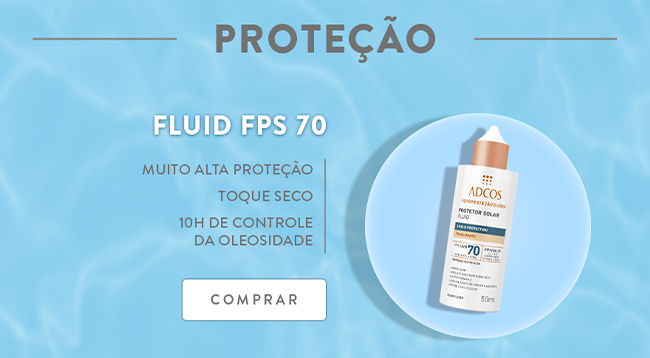 PROTEÇÃO
FLUID FPS 70
MUITO ALTA PROTEÇÃO
TOQUE SECO
10H DE CONTROLE
DA OLEOSIDADE
COMPRAR
ADCOS
PROTETOR SOLAR
FLUID
70
50ml